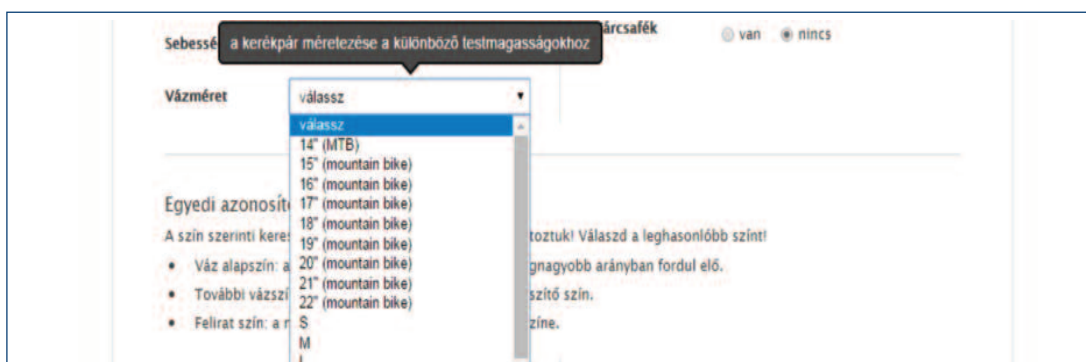 árcsafék
van nincs
Sebessé
a kerékpár méretezése a különböző testmagasságokhoz
Vázméret
válassz
válassz
14" (MTB)
15" (mountain bike)
16" (mountain bike)
17" (mountain bike)
18" (mountain bike)
19" (mountain bike)
20" (mountain bike)
21" (mountain bike)
22" (mountain bike)
S
M
Egyedi azonosít
A szín szerinti keres toztuk! Válaszd a leghasonlóbb színt!
• Váz alapszín: a gnagyobb arányban fordul elő.
• További vázszí szítő szín.
• Felirat szín: a zíne.